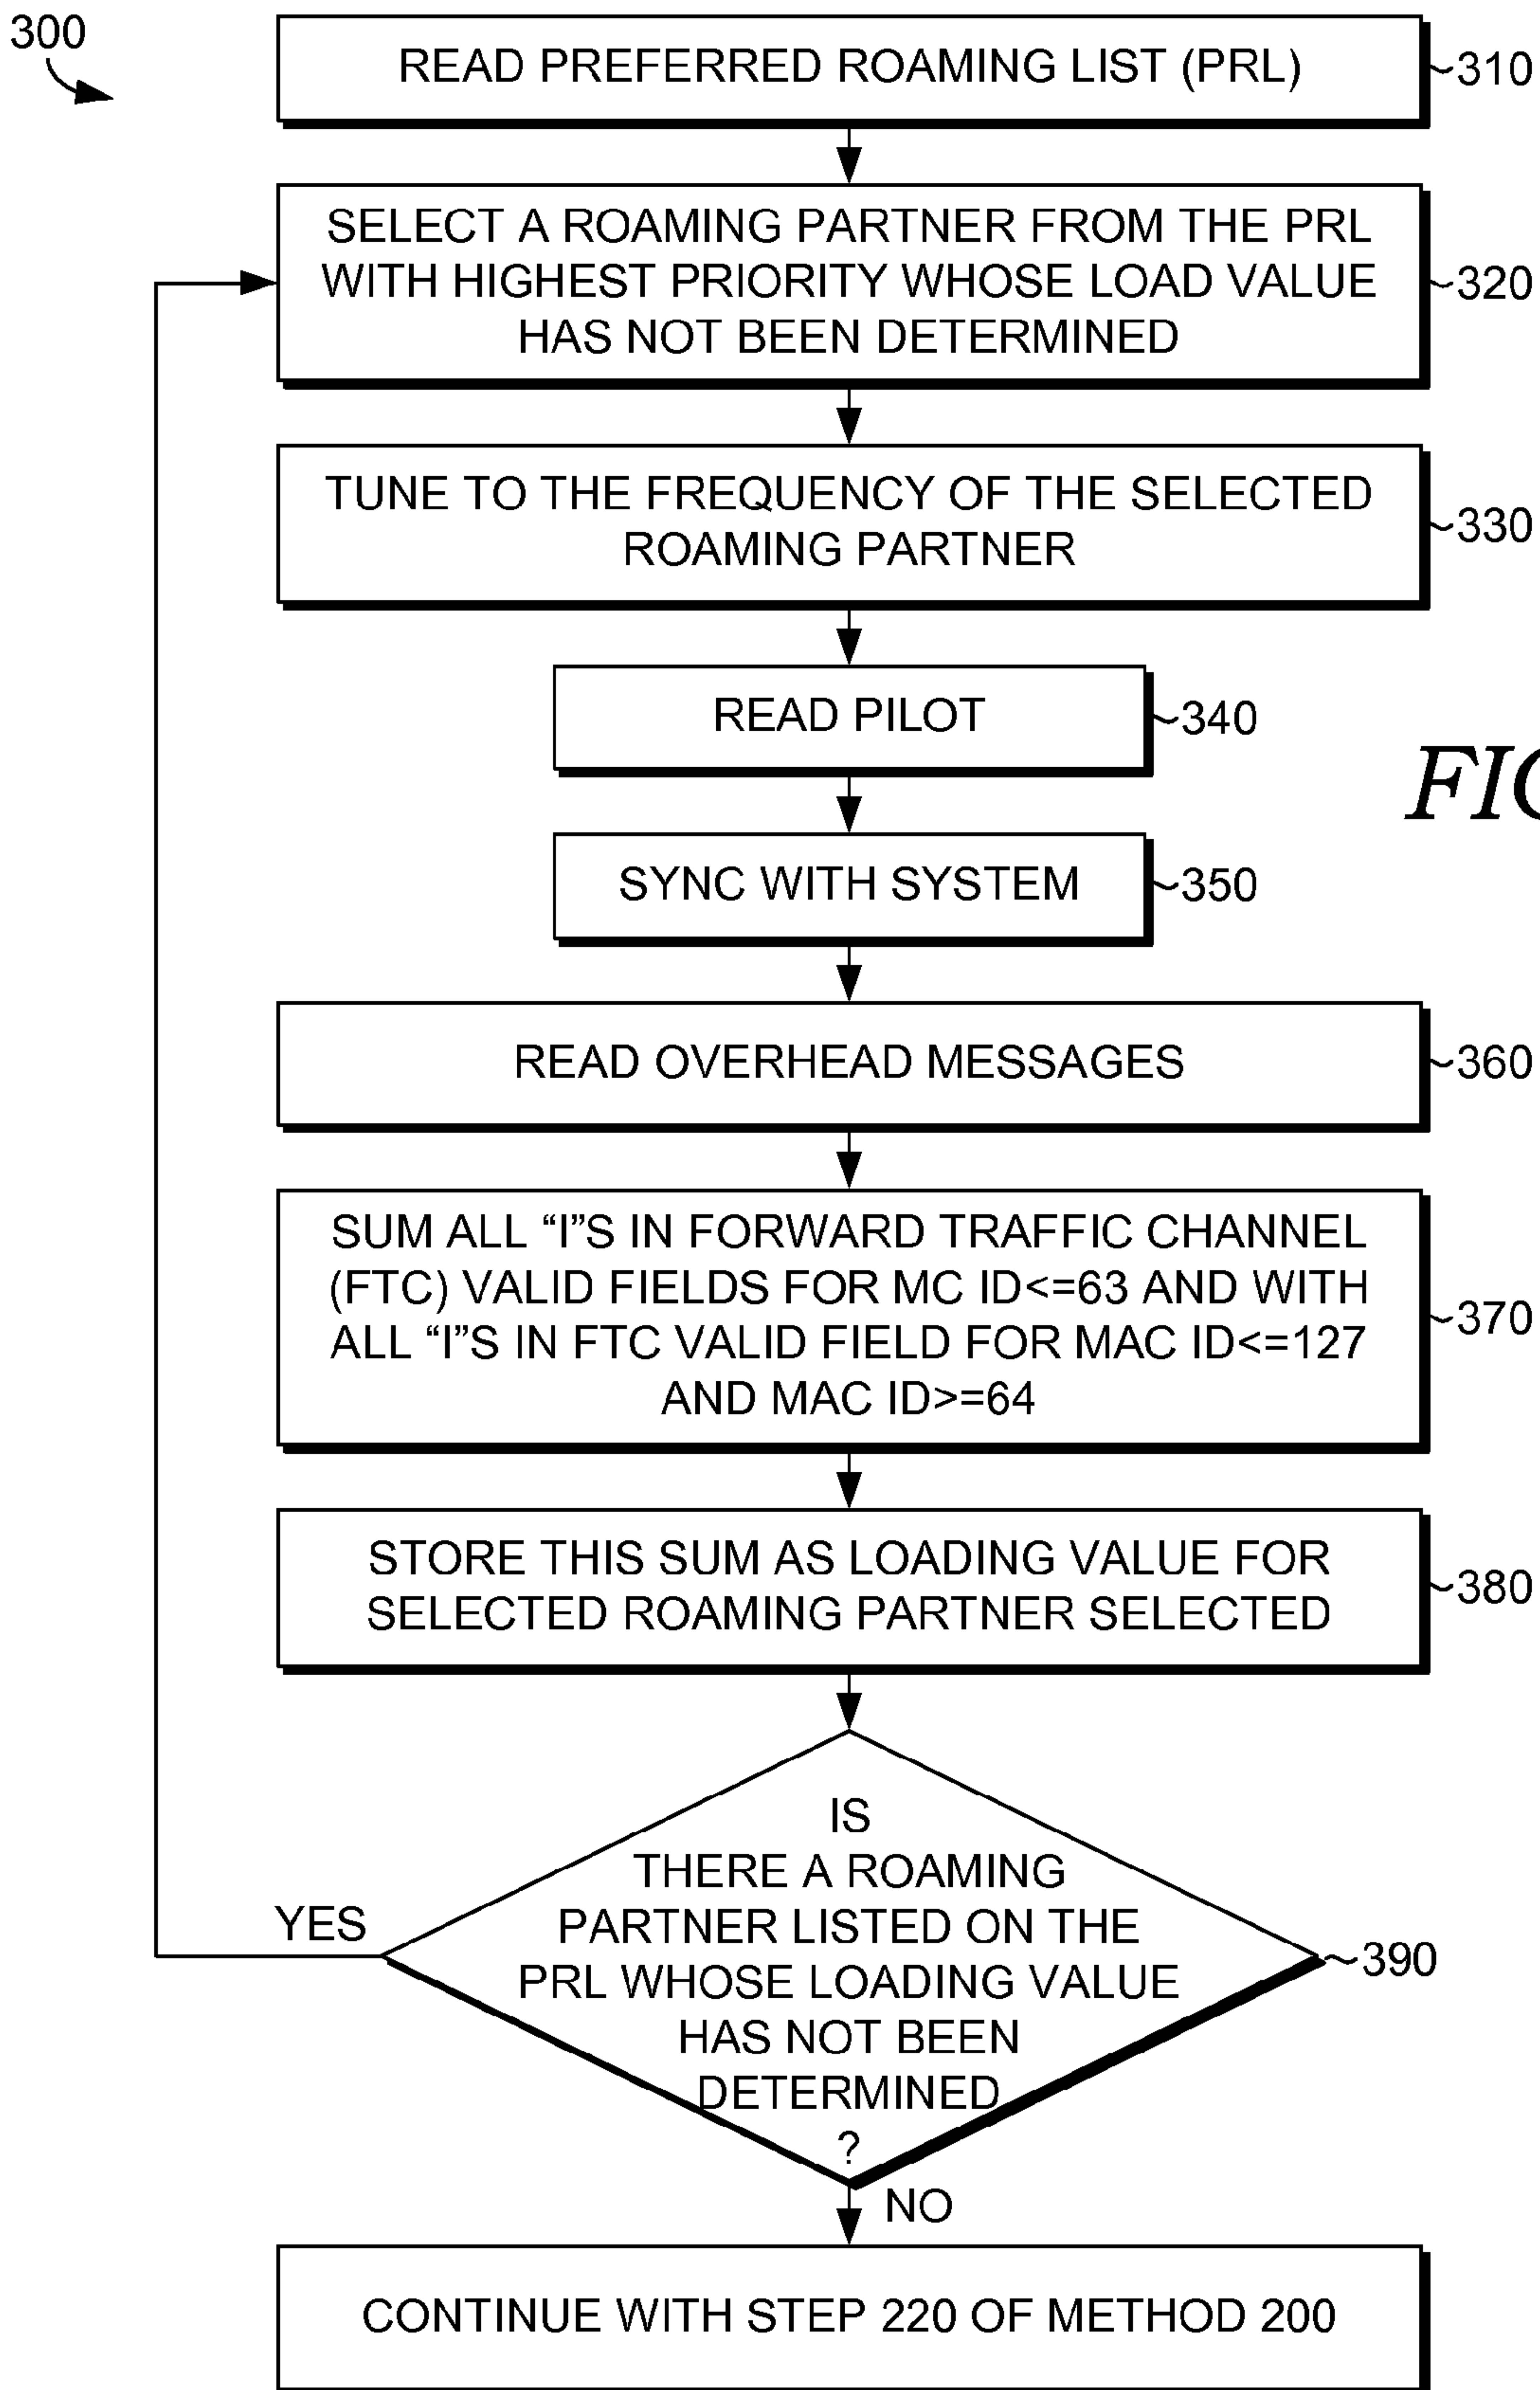 300
READ PREFERRED ROAMING LIST (PRL)
310
SELECT A ROAMING PARTNER FROM THE PRL
WITH HIGHEST PRIORITY WHOSE LOAD VALUE
HAS NOT BEEN DETERMINED
320
TUNE TO THE FREQUENCY OF THE SELECTED
ROAMING PARTNER
330
READ PILOT
340
FIG
SYNC WITH SYSTEM
350
READ OVERHEAD MESSAGES
360
SUM ALL “I”S IN FORWARD TRAFFIC CHANNEL
(FTC) VALID FIELDS FOR MC ID<=63 AND WITH
ALL “I”S IN FTC VALID FIELD FOR MAC ID<=127
AND MAC ID>=64
370
STORE THIS SUM AS LOADING VALUE FOR
SELECTED ROAMING PARTNER SELECTED
380
IS
THERE A ROAMING
PARTNER LISTED ON THE
PRL WHOSE LOADING VALUE
HAS NOT BEEN
DETERMINED
?
YES
390
NO
CONTINUE WITH STEP 220 OF METHOD 200